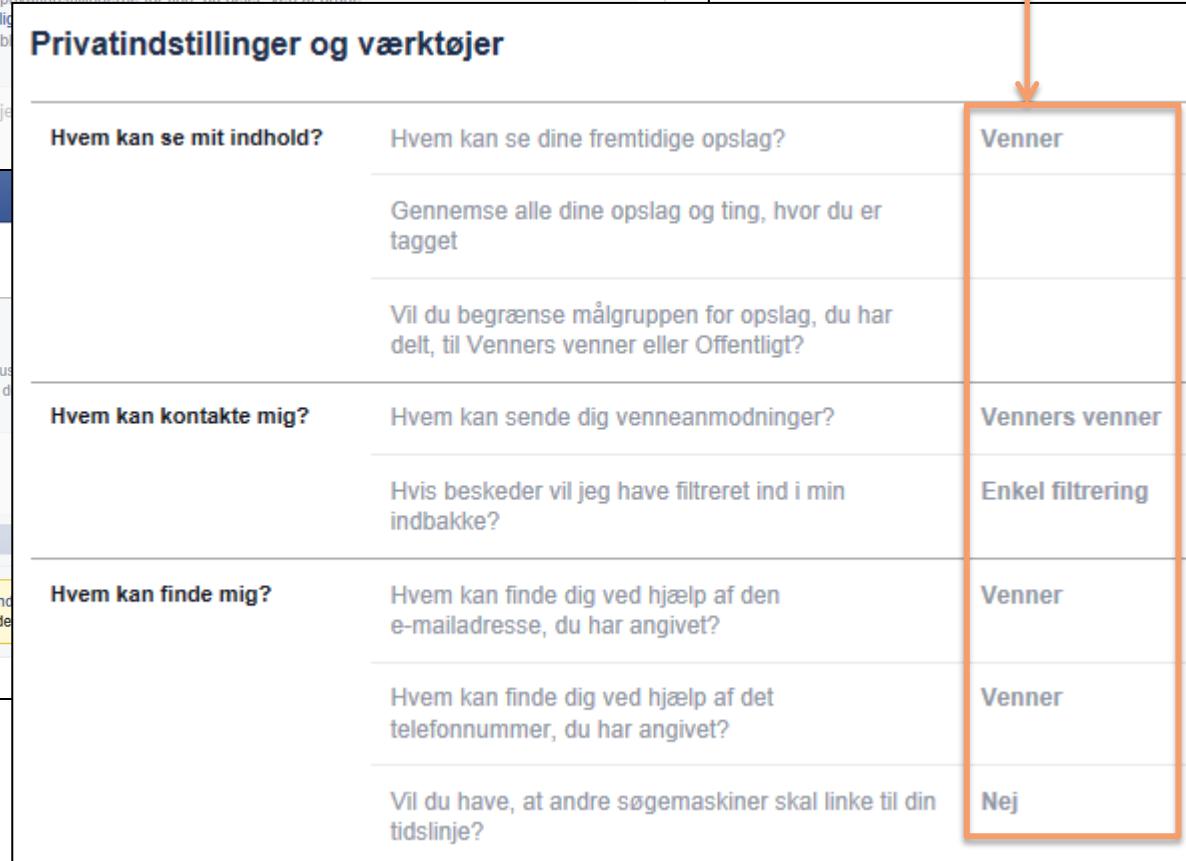 Privatindstillinger og værktøjer
Hvem kan se mit indhold? Hvem kan se dine fremtidige opslag? Venner
Gennemse alle dine opslag og ting, hvor du er
tagget
Vil du begrænse målgruppen for opslag, du har
delt, til Venners venner eller Offentligt?
Hvem kan kontakte mig? Hvem kan sende dig venneanmodninger? Venners venner
Hvis beskeder vil jeg have filtreret ind i min Enkel filtrering
indbakke?
Hvem kan finde mig? Hvem kan finde dig ved hjælp af den Venner
e-mailadresse, du har angivet?
Hvem kan finde dig ved hjælp af det Venner
telefonnummer, du har angivet?
Vil du have, at andre søgemaskiner skal linke til din Nej
tidslinje?